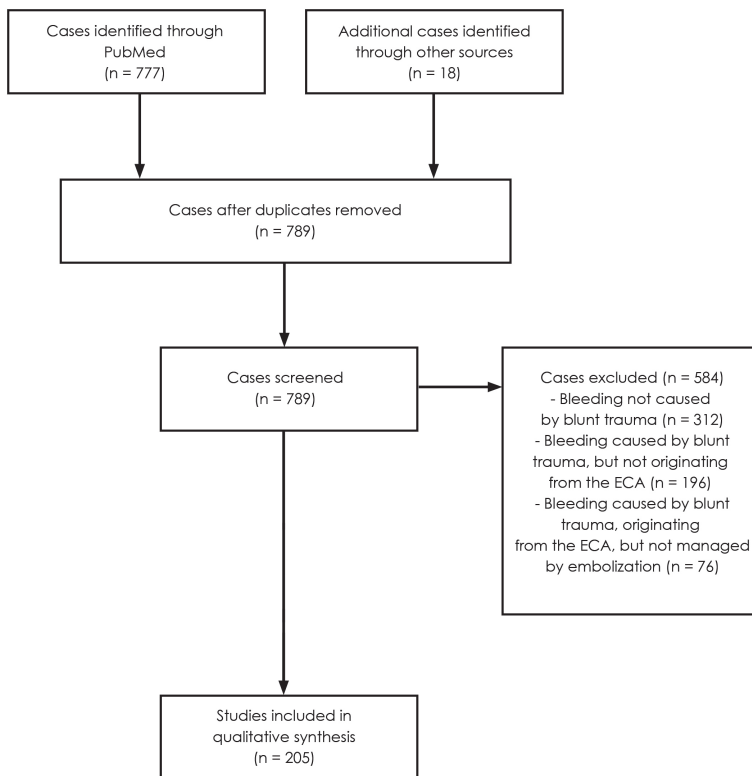 Cases identified through
PubMed
(n = 777)
Additional cases identified
through other sources
(n = 18)
Cases after duplicates removed
(n = 789)
Cases screened
(n = 789)
Cases excluded (n = 584)
- Bleeding not caused
by blunt trauma (n = 312)
- Bleeding caused by blunt
trauma, but not originating
from the ECA (n = 196)
- Bleeding caused by blunt
trauma, originating
from the ECA, but not managed
by embolization (n = 76)
Studies included in
qualitative synthesis
(n = 205)